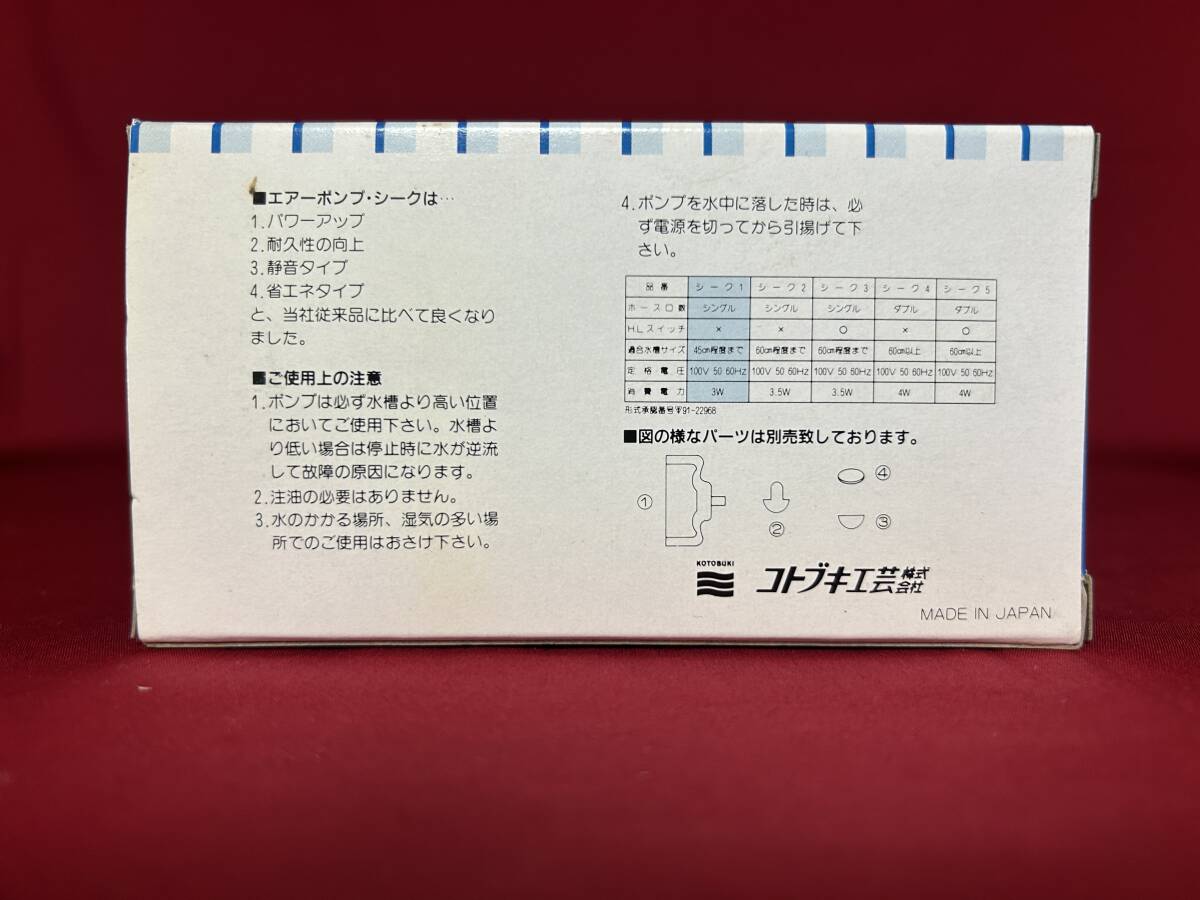 ■エアーポンプ・シークは…
1.パワーアップ
2.耐久性の向上
3.静音タイプ
4.省エネタイプ
と、当社従来品に比べて良くなり
ました。
■ご使用上の注意
1.ポンプは必ず水槽より高い位置
においてご使用下さい。水槽よ
り低い場合は停止時に水が逆流
して故障の原因になります。
2.注油の必要はありません。
3.水のかかる場所、湿気の多い場
所でのご使用はおさけ下さい。
4.ポンプを水中に落した時は、必
ず電源を切ってから引揚げて下
さい。
品番 シーク1 シーク2 シーク3 シーク4 シーク5
ホース口数 シングル シングル シングル ダブル ダブル
HLスイッチ × × ○ × ○
適合水槽サイズ 45cm程度まで 60cm程度まで 60cm程度まで 60cm以上 60cm以上
定格電圧 100V 50 60Hz 100V 50 60Hz 100V 50 60Hz 100V 50 60Hz 100V 50 60Hz
消費電力 3W 3.5W 3.5W 4W 4W
形式承認番号〒91-22968
■図の様なパーツは別売致しております。
① ② ③ ④
KOTOBUKI
コトブキ工芸株式会社
MADE IN JAPAN